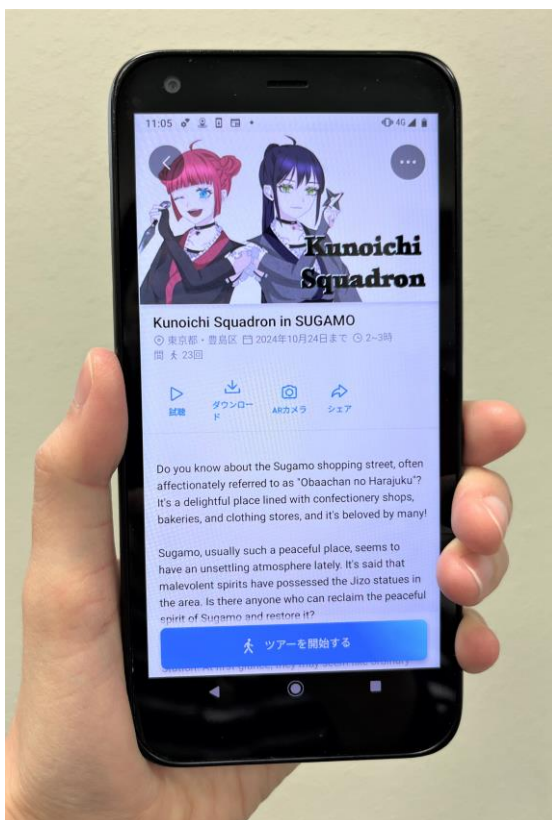 11:05
4G
Kunoichi
Squadron
Kunoichi Squadron in SUGAMO
東京都・豊島区 2024年10月24日まで 2~3時
間 23回
試聴
ダウンロー
ド
ARカメラ
シェア
Do you know about the Sugamo shopping street, often
affectionately referred to as "Obaachan no Harajuku"?
It's a delightful place lined with confectionery shops,
bakeries, and clothing stores, and it's beloved by many!
Sugamo, usually such a peaceful place, seems to
have an unsettling atmosphere lately. It's said that
malevolent spirits have possessed the Jizo statues in
the area. Is there anyone who can reclaim the peaceful
spirit of Sugamo and restore it?
ツアーを開始する